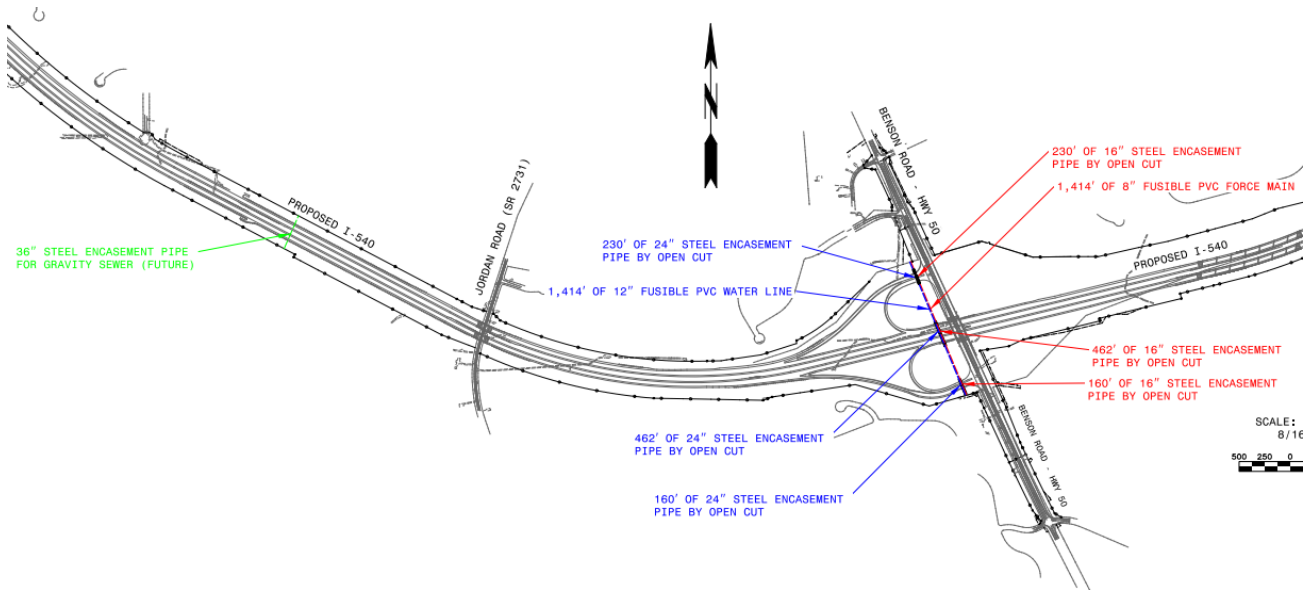 N
BENSON ROAD - HWY 50
230' OF 16" STEEL ENCASEMENT
PIPE BY OPEN CUT
1,414' OF 8" FUSIBLE PVC FORCE MAIN
JORDAN ROAD (SR 2731)
PROPOSED I-540
36" STEEL ENCASEMENT PIPE
FOR GRAVITY SEWER (FUTURE)
230' OF 24" STEEL ENCASEMENT
PIPE BY OPEN CUT
1,414' OF 12" FUSIBLE PVC WATER LINE
PROPOSED I-540
462' OF 16" STEEL ENCASEMENT
PIPE BY OPEN CUT
160' OF 16" STEEL ENCASEMENT
PIPE BY OPEN CUT
462' OF 24" STEEL ENCASEMENT
PIPE BY OPEN CUT
160' OF 24" STEEL ENCASEMENT
PIPE BY OPEN CUT
BENSON ROAD - HWY 50
SCALE:
8/16
500 250 0